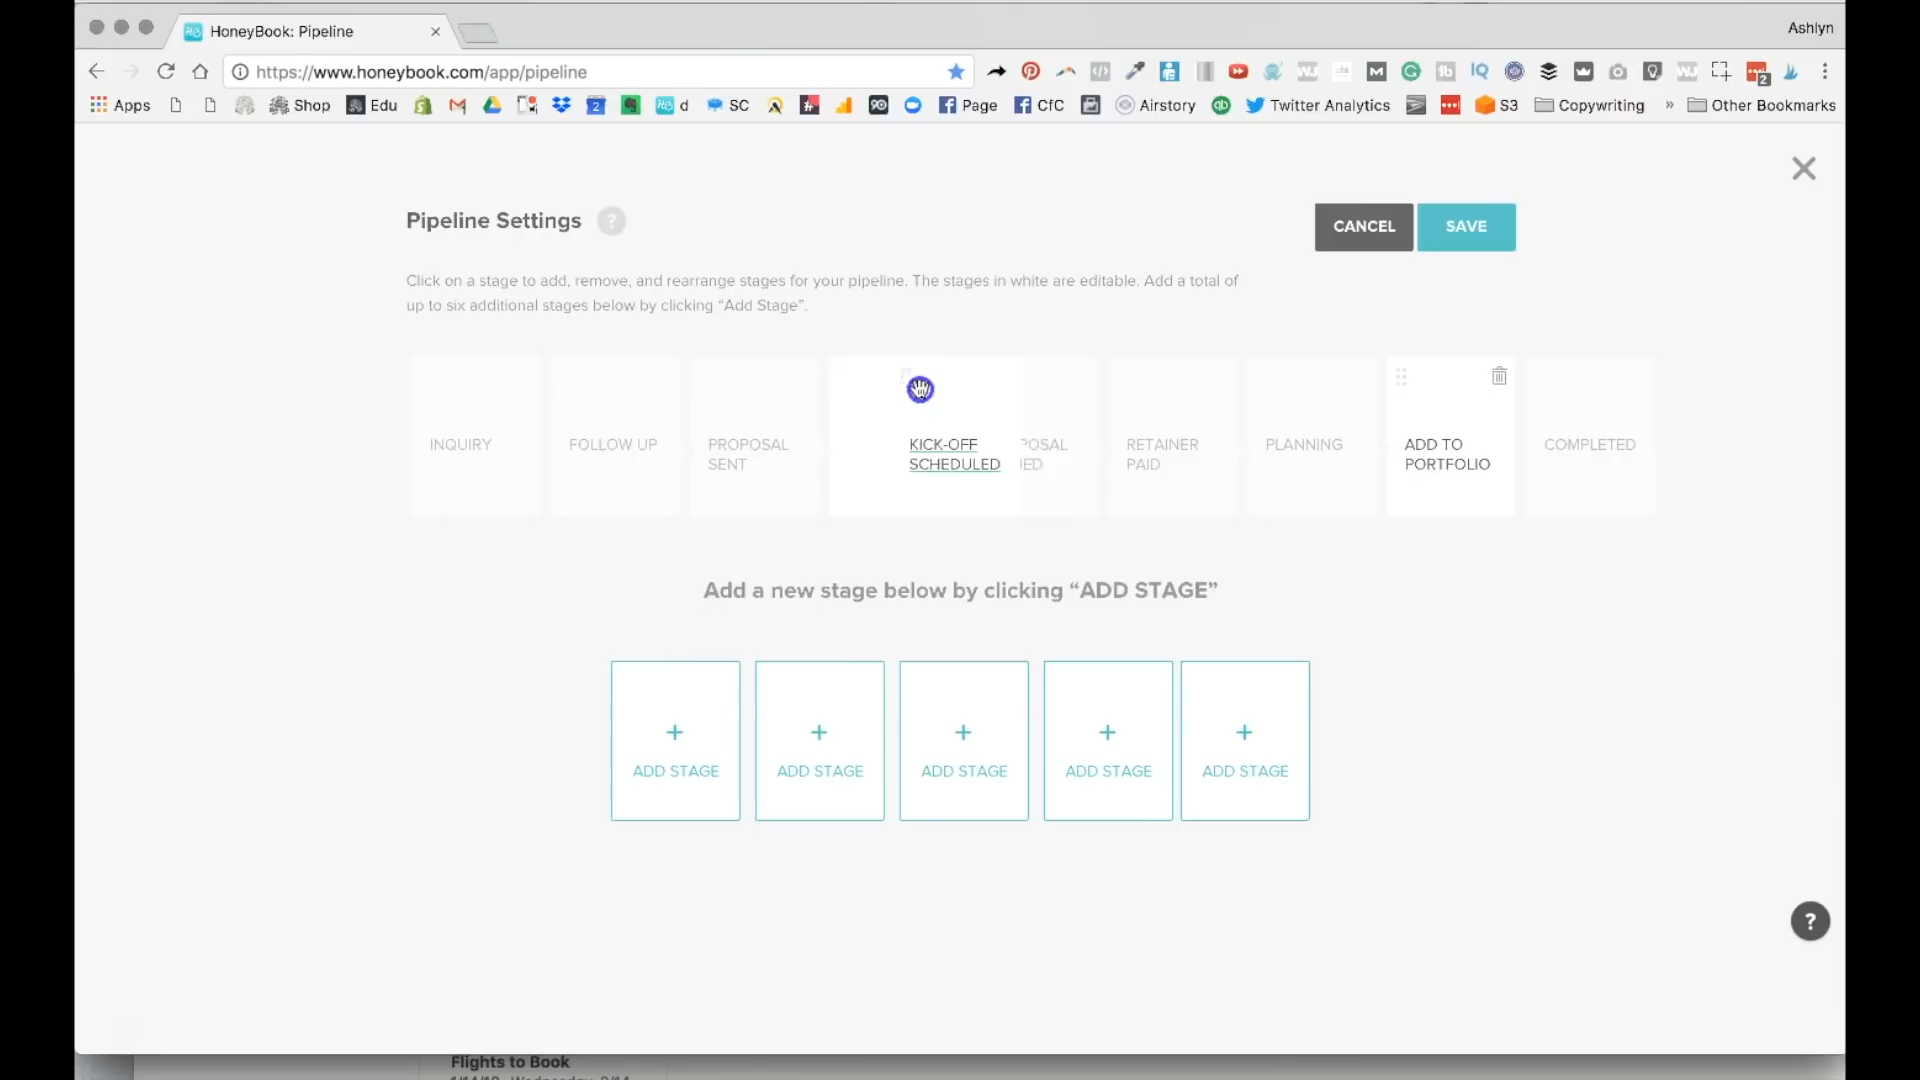 HoneyBook: Pipeline
Ashlyn
https://www.honeybook.com/app/pipeline
Apps Shop Edu d SC Page CfC Airstory Twitter Analytics S3 Copywriting » Other Bookmarks
Pipeline Settings ?
CANCEL SAVE
Click on a stage to add, remove, and rearrange stages for your pipeline. The stages in white are editable. Add a total of
up to six additional stages below by clicking “Add Stage”.
INQUIRY
FOLLOW UP
PROPOSAL
SENT
KICK-OFF
SCHEDULED
POSAL
RETAINER
PAID
PLANNING
ADD TO
PORTFOLIO
COMPLETED
Add a new stage below by clicking “ADD STAGE”
+ + + + +
ADD STAGE ADD STAGE ADD STAGE ADD STAGE ADD STAGE
?
Flights to Book